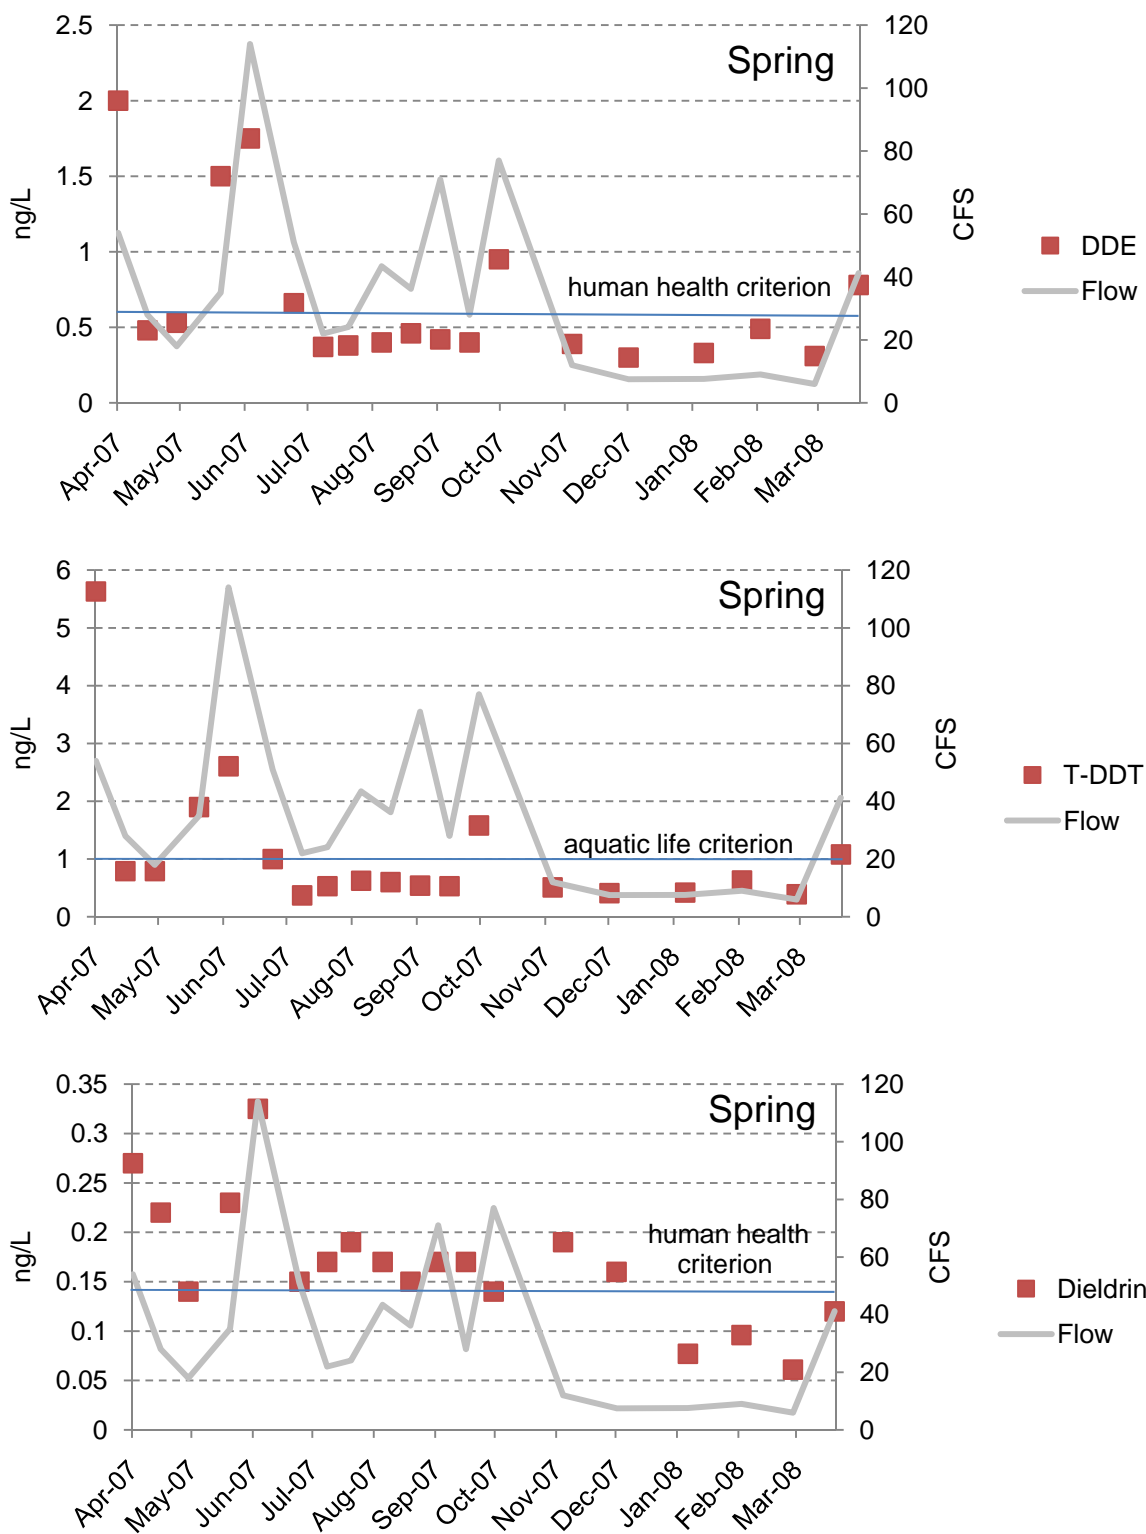 2.5
2
1.5
1
0.5
0
ng/L
Spring
human health criterion
120
100
80
60
40
20
0
CFS
DDE
Flow
Apr-07
May-07
Jun-07
Jul-07
Aug-07
Sep-07
Oct-07
Nov-07
Dec-07
Jan-08
Feb-08
Mar-08
6
5
4
3
2
1
0
ng/L
Spring
aquatic life criterion
120
100
80
60
40
20
0
CFS
T-DDT
Flow
Apr-07
May-07
Jun-07
Jul-07
Aug-07
Sep-07
Oct-07
Nov-07
Dec-07
Jan-08
Feb-08
Mar-08
0.35
0.3
0.25
0.2
0.15
0.1
0.05
0
ng/L
Spring
human health
criterion
120
100
80
60
40
20
0
CFS
Dieldrin
Flow
Apr-07
May-07
Jun-07
Jul-07
Aug-07
Sep-07
Oct-07
Nov-07
Dec-07
Jan-08
Feb-08
Mar-08